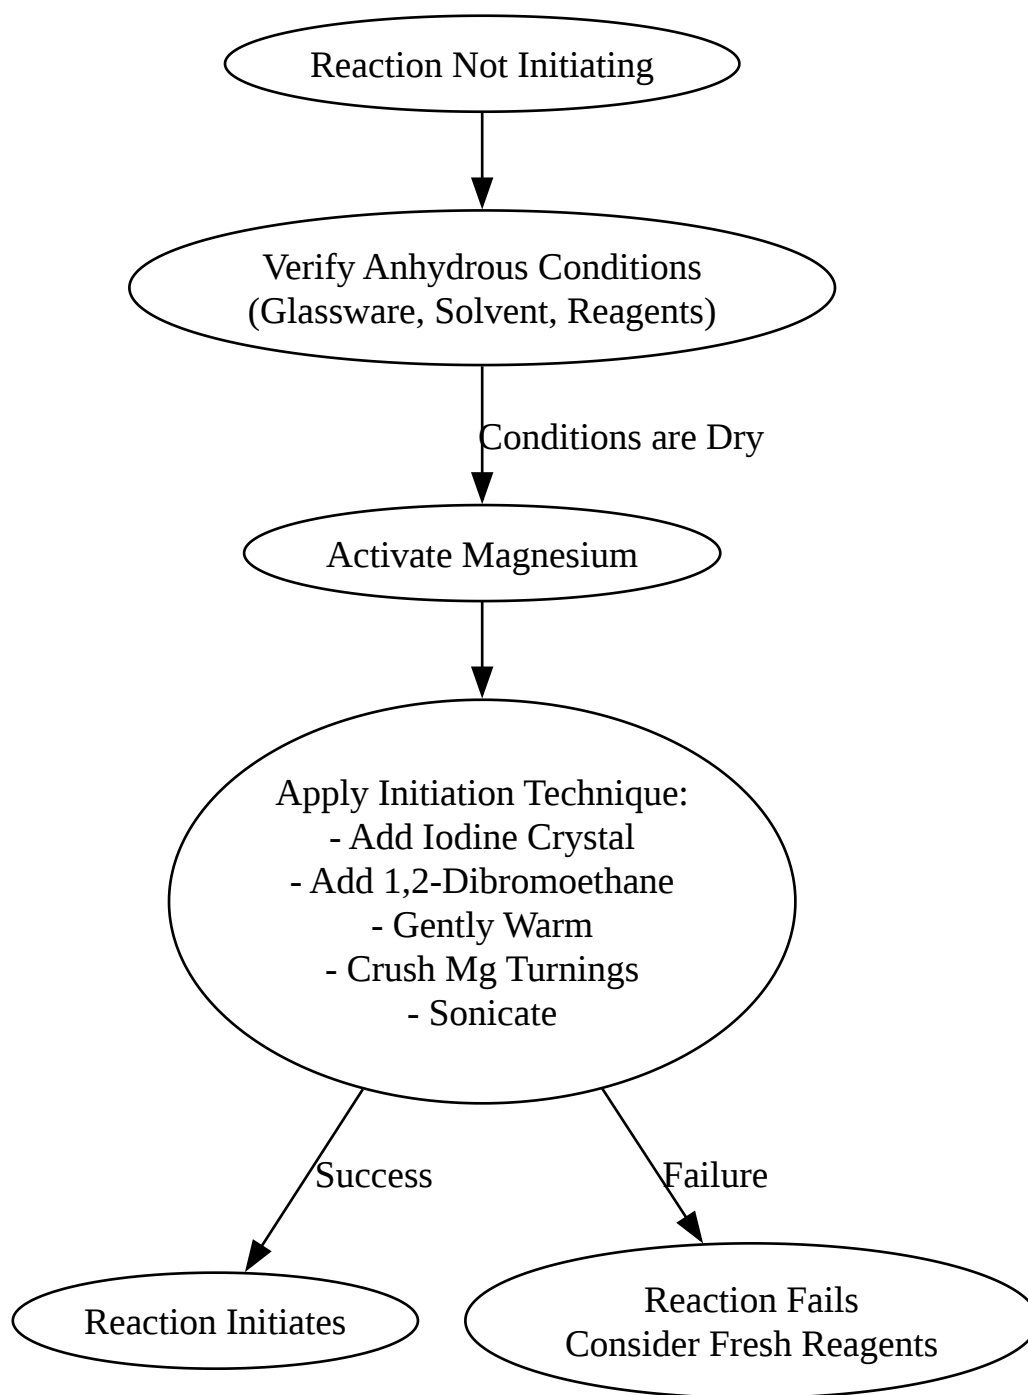 Reaction Not Initiating
Verify Anhydrous Conditions
(Glassware, Solvent, Reagents)
Conditions are Dry
Activate Magnesium
Apply Initiation Technique:
- Add Iodine Crystal
- Add 1,2-Dibromoethane
- Gently Warm
- Crush Mg Turnings
- Sonicate
Success
Failure
Reaction Initiates
Reaction Fails
Consider Fresh Reagents